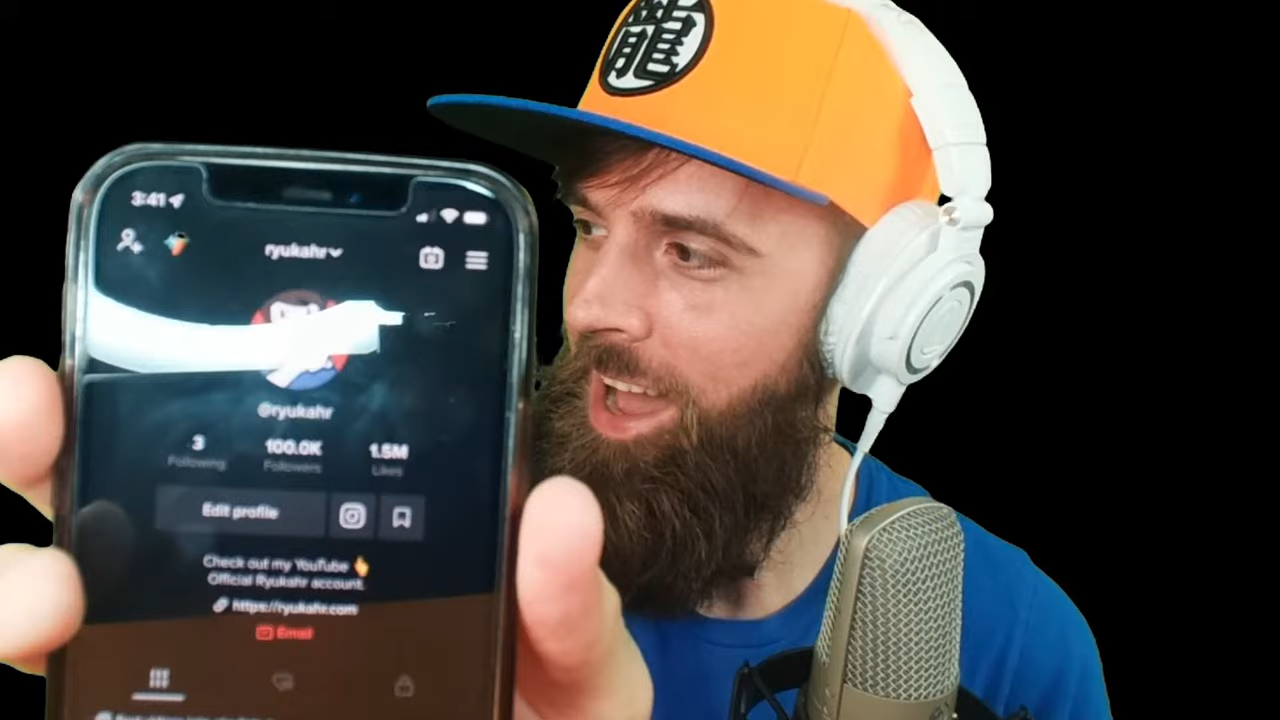 龍
3:41
ryukahr
@ryukahr
3 100.0K 1.5M
Following Followers Likes
Edit profile
Check out my YouTube 👆
Official Ryukahr account.
https://ryukahr.com
Email